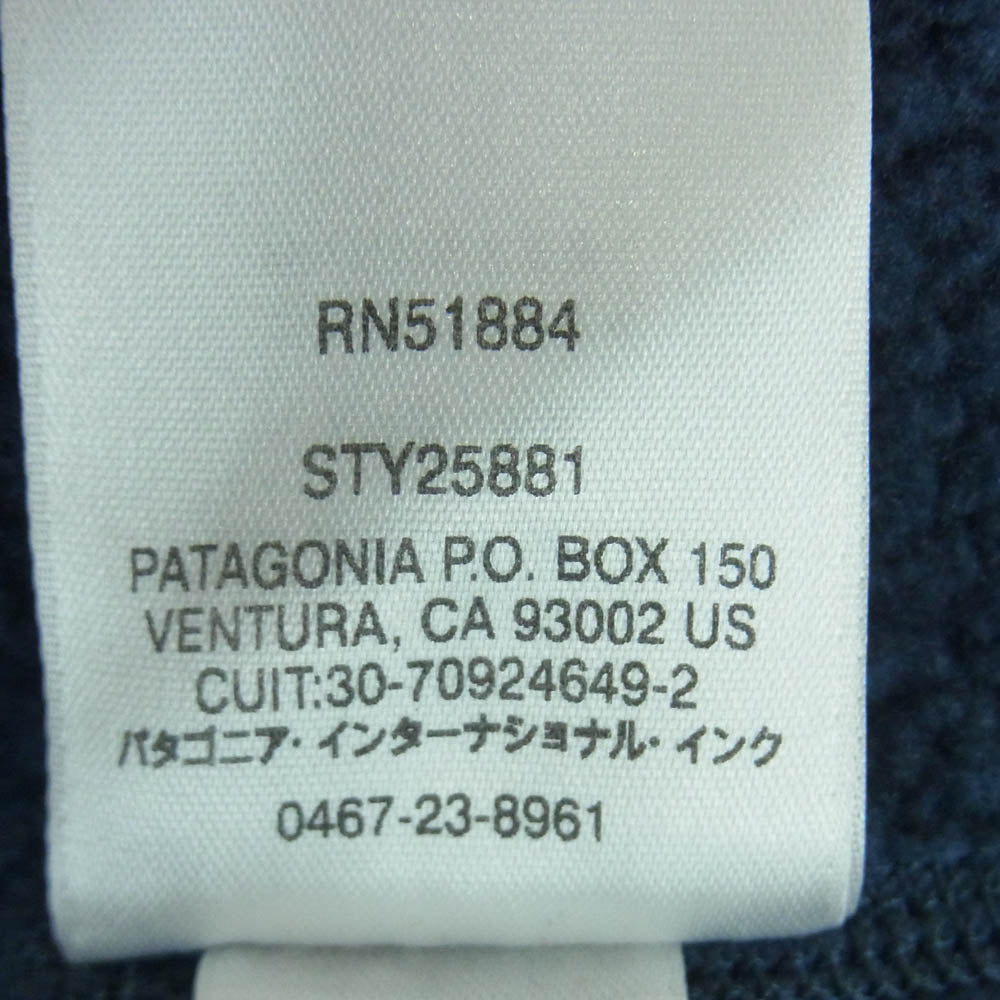 RN51884
STY25881
PATAGONIA P.O. BOX 150
VENTURA, CA 93002 US
CUIT:30-70924649-2
パタゴニア・インターナショナル・インク
0467-23-8961